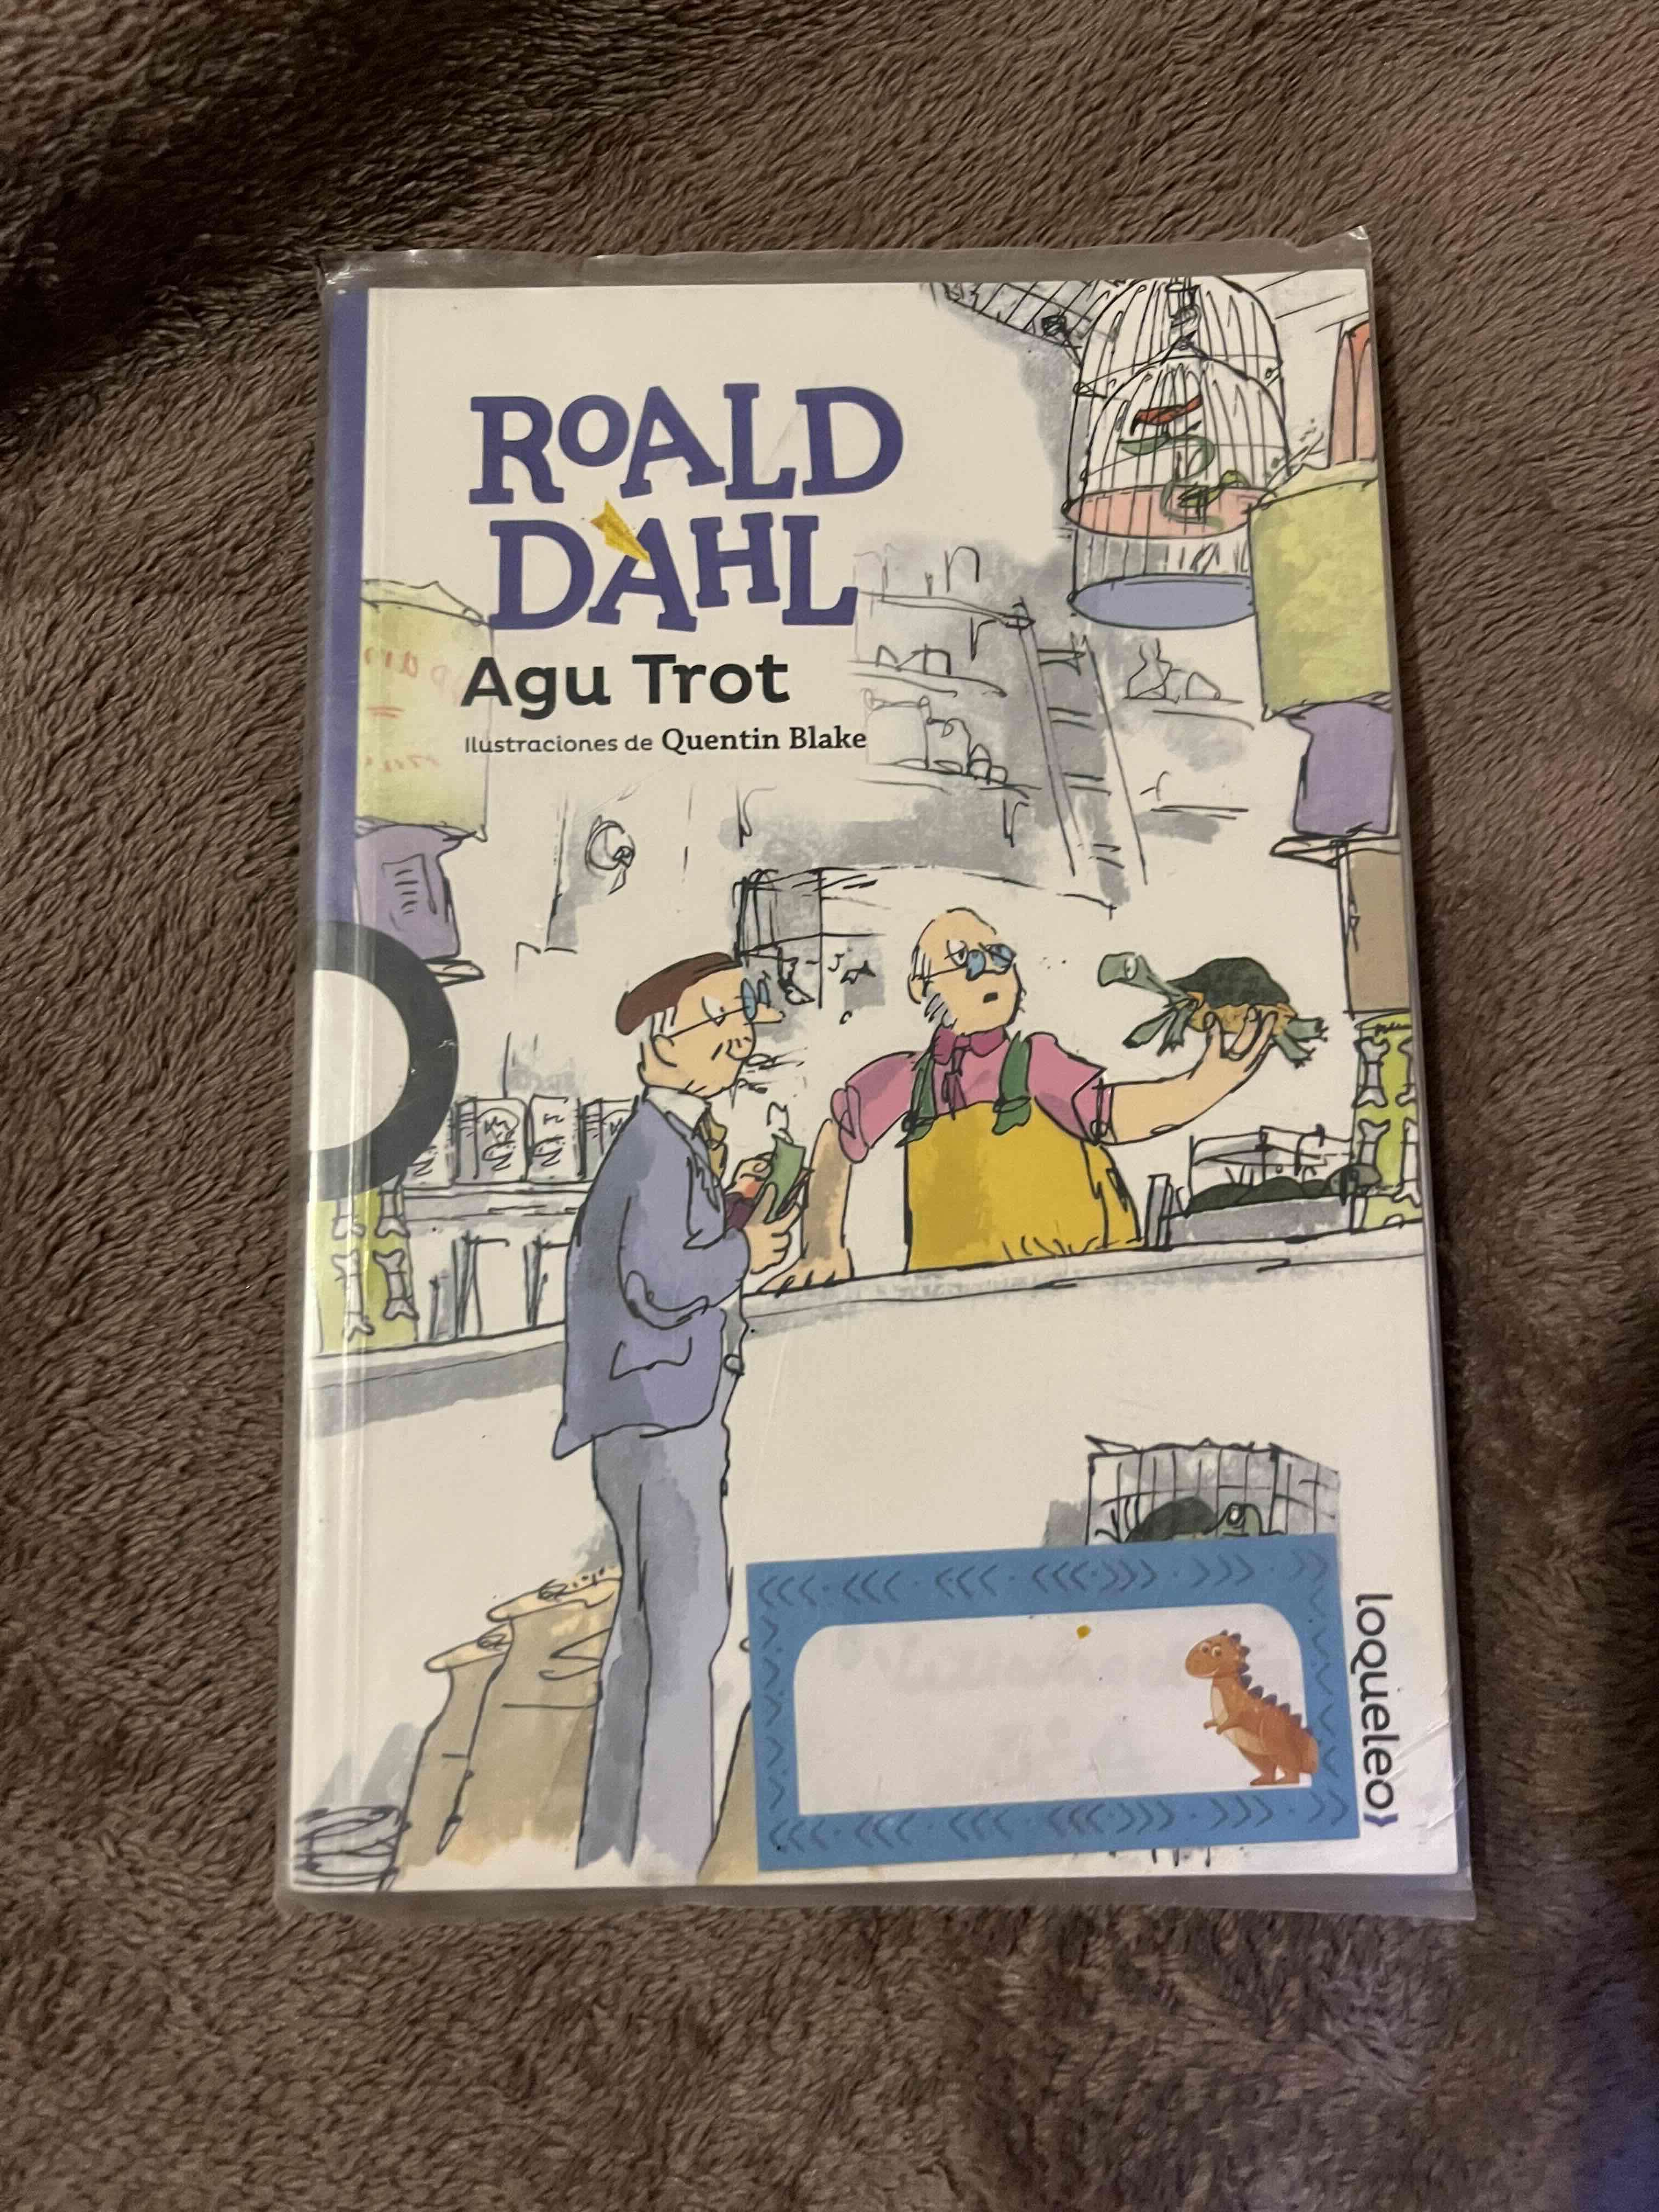 ROALD
DAHL
Agu Trot
Ilustraciones de Quentin Blake
loqueleo